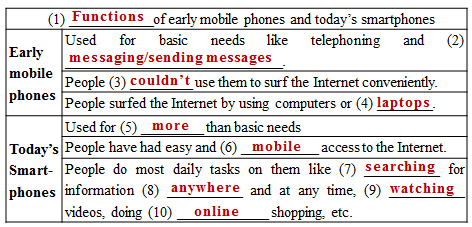 (1) Functions of early mobile phones and today's smartphones
Early mobile phones
Used for basic needs like telephoning and (2)
messaging/sending messages.
People (3) couldn't use them to surf the Internet conveniently.
People surfed the Internet by using computers or (4) laptops.
Today's Smart-phones
Used for (5) more than basic needs
People have had easy and (6) mobile access to the Internet.
People do most daily tasks on them like (7) searching for
information (8) anywhere and at any time, (9) watching
videos, doing (10) online shopping, etc.